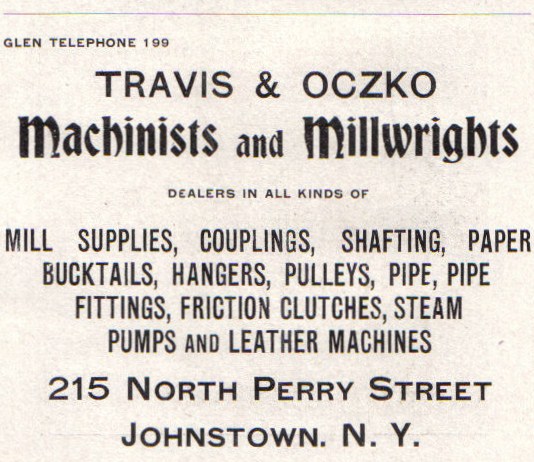 GLEN TELEPHONE 199
TRAVIS & OCZKO
Machinists and Millwrights
DEALERS IN ALL KINDS OF
MILL SUPPLIES, COUPLINGS, SHAFTING, PAPER
BUCKTAILS, HANGERS, PULLEYS, PIPE, PIPE
FITTINGS, FRICTION CLUTCHES, STEAM
PUMPS AND LEATHER MACHINES
215 NORTH PERRY STREET
JOHNSTOWN. N. Y.